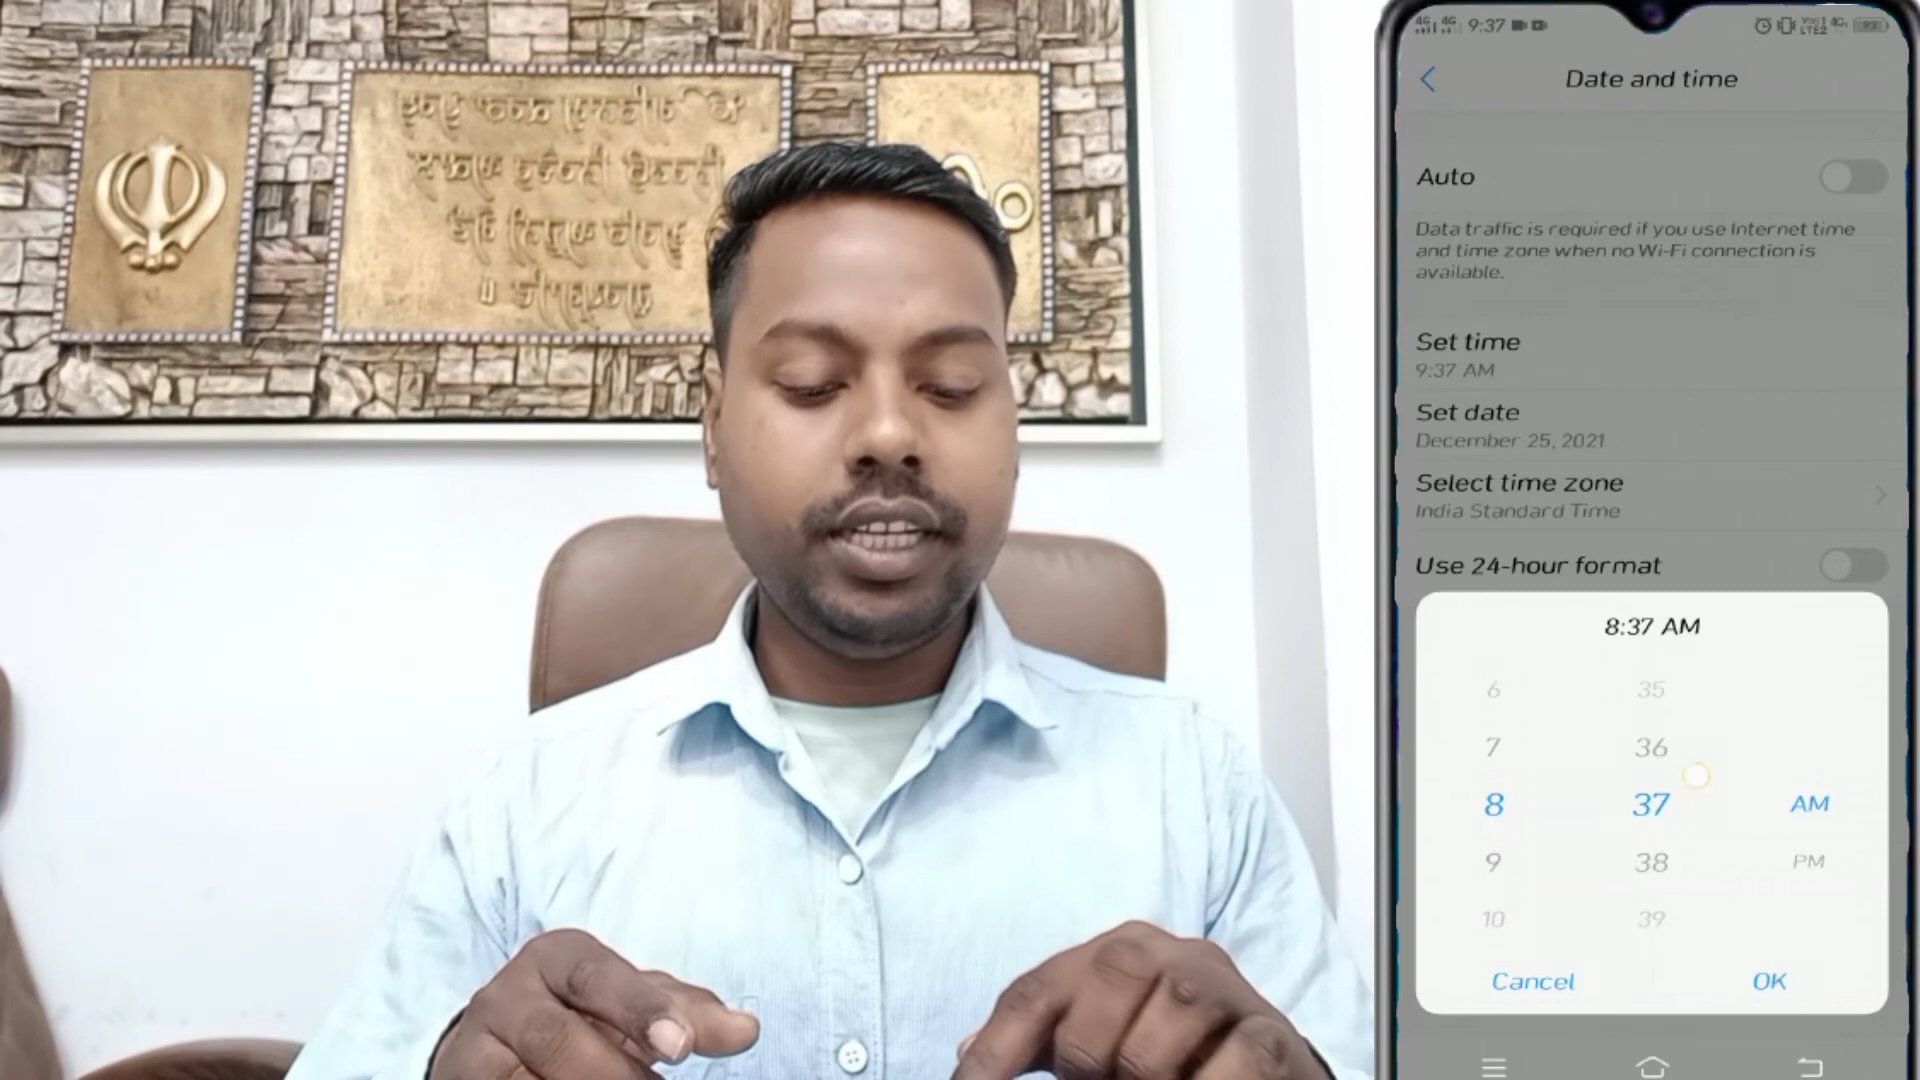 9:37
Date and time
Auto
Data traffic is required if you use Internet time
and time zone when no Wi-Fi connection is
available.
Set time
9:37 AM
Set date
December 25, 2021
Select time zone
India Standard Time
Use 24-hour format
8:37 AM
6 35
7 36
8 37 AM
9 38 PM
10 39
Cancel OK